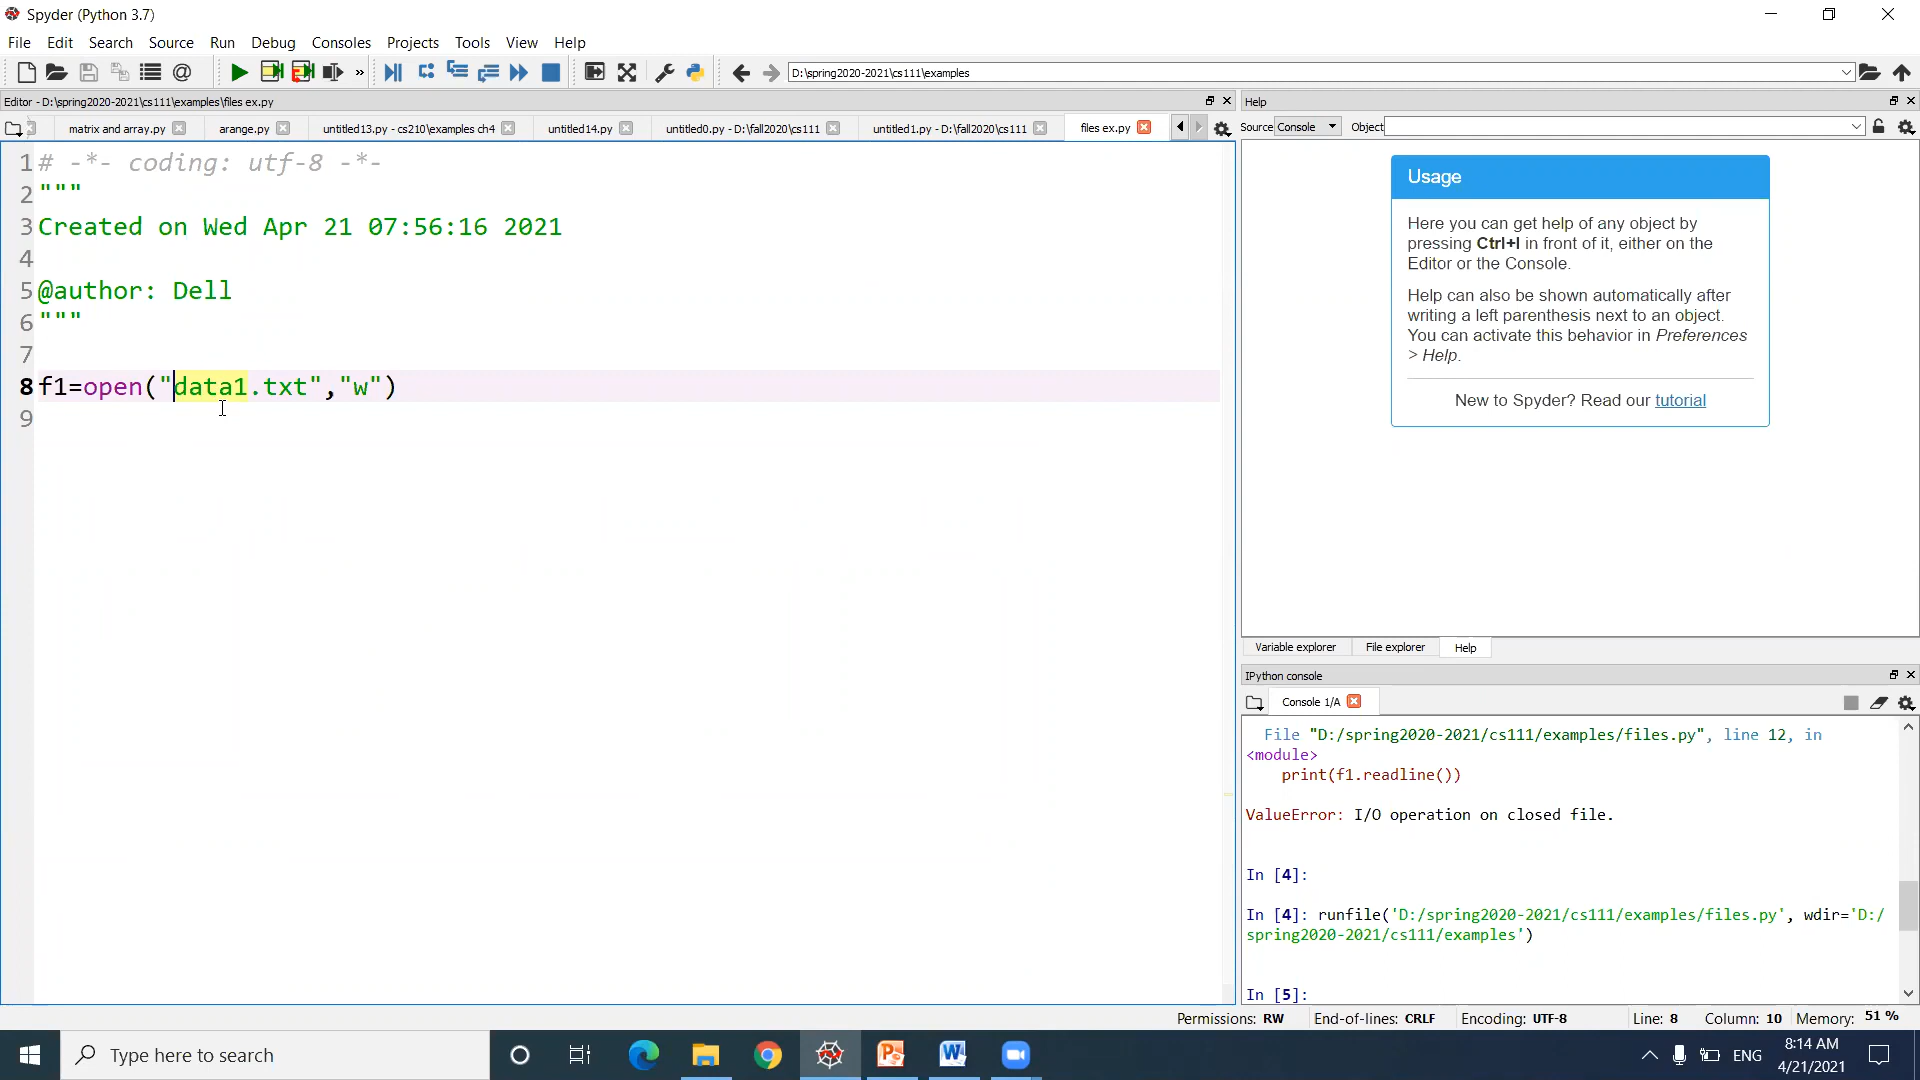 Spyder (Python 3.7)
File Edit Search Source Run Debug Consoles Projects Tools View Help
D:\spring2020-2021\cs111\examples
Editor - D:\spring2020-2021\cs111\examples\files ex.py
matrix and array.py arange.py untitled13.py - cs210\examples ch4 untitled14.py untitled0.py - D:\fall2020\cs111 untitled1.py - D:\fall2020\cs111 files ex.py
1 # -*- coding: utf-8 -*-
2 """
3 Created on Wed Apr 21 07:56:16 2021
4
5 @author: Dell
6 """
7
8 f1=open("data1.txt","w")
9
Help
Source Console Object
Usage
Here you can get help of any object by
pressing Ctrl+I in front of it, either on the
Editor or the Console.
Help can also be shown automatically after
writing a left parenthesis next to an object.
You can activate this behavior in Preferences
> Help.
New to Spyder? Read our tutorial
Variable explorer File explorer Help
IPython console
Console 1/A
File "D:/spring2020-2021/cs111/examples/files.py", line 12, in
<module>
print(f1.readline())
ValueError: I/O operation on closed file.
In [4]:
In [4]: runfile('D:/spring2020-2021/cs111/examples/files.py', wdir='D:/
spring2020-2021/cs111/examples')
In [5]:
Permissions: RW End-of-lines: CRLF Encoding: UTF-8 Line: 8 Column: 10 Memory: 51 %
Type here to search
ENG
8:14 AM
4/21/2021